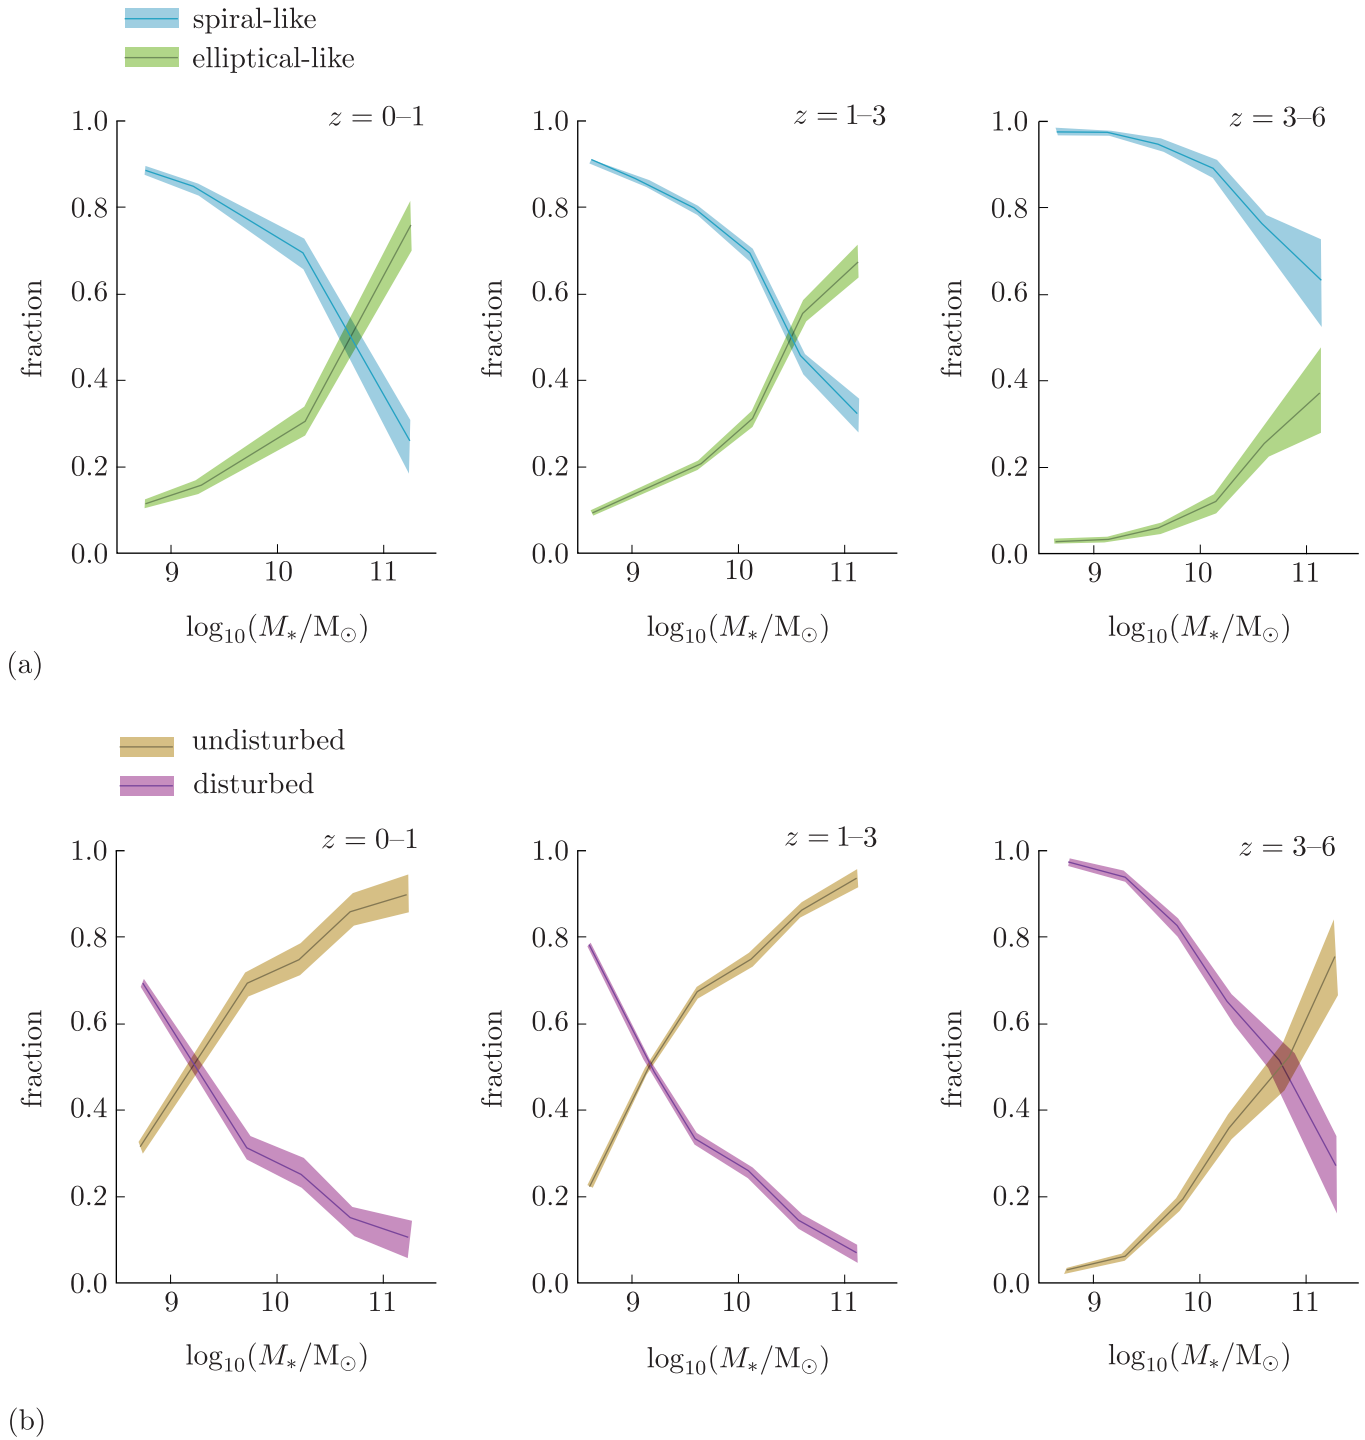 spiral-like
elliptical-like
z = 0–1
z = 1–3
z = 3–6
1.0
0.8
0.6
0.4
0.2
0.0
fraction
9 10 11
log₁₀(M∗/M⊙)
1.0
0.8
0.6
0.4
0.2
0.0
fraction
9 10 11
log₁₀(M∗/M⊙)
1.0
0.8
0.6
0.4
0.2
0.0
fraction
9 10 11
log₁₀(M∗/M⊙)
(a)
undisturbed
disturbed
z = 0–1
z = 1–3
z = 3–6
1.0
0.8
0.6
0.4
0.2
0.0
fraction
9 10 11
log₁₀(M∗/M⊙)
1.0
0.8
0.6
0.4
0.2
0.0
fraction
9 10 11
log₁₀(M∗/M⊙)
1.0
0.8
0.6
0.4
0.2
0.0
fraction
9 10 11
log₁₀(M∗/M⊙)
(b)